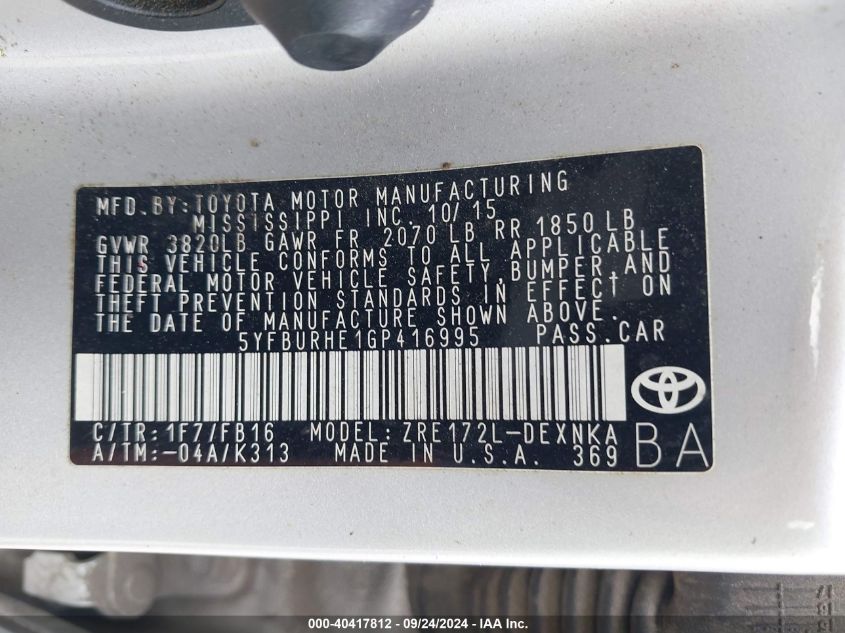 MFD.BY:TOYOTA MOTOR MANUFACTURING
MISSISSIPPI INC. 10/15
GVWR 3820LB GAWR FR 2070 LB RR 1850 LB
THIS VEHICLE CONFORMS TO ALL APPLICABLE
FEDERAL MOTOR VEHICLE SAFETY,BUMPER,AND
THEFT PREVENTION STANDARDS IN EFFECT ON
THE DATE OF MANUFACTURE SHOWN ABOVE.
5YFBURHE1GP416995 PASS.CAR
C/TR:1F7/FB16 MODEL:ZRE172L-DEXNKA
A/TM:-04A/K313 MADE IN U.S.A. 369
BA
000-40417812 - 09/24/2024 - IAA Inc.